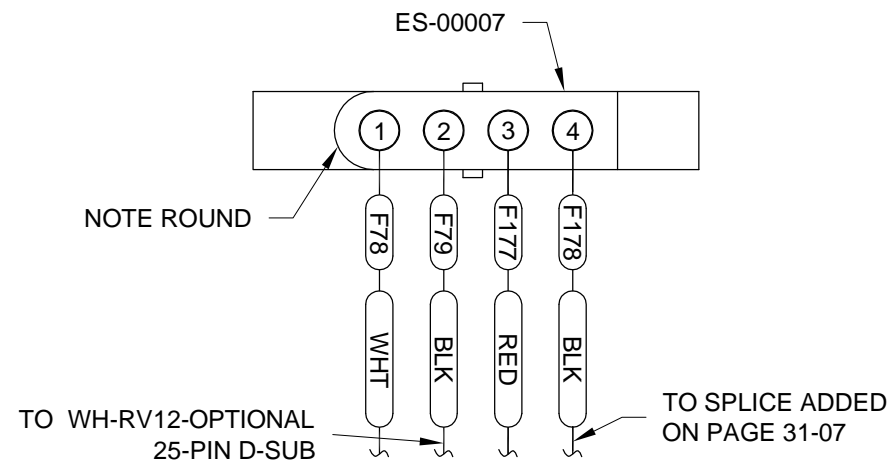 ES-00007
1 2 3 4
NOTE ROUND
F78 F79 F177 F178
WHT BLK RED BLK
TO WH-RV12-OPTIONAL
25-PIN D-SUB
TO SPLICE ADDED
ON PAGE 31-07